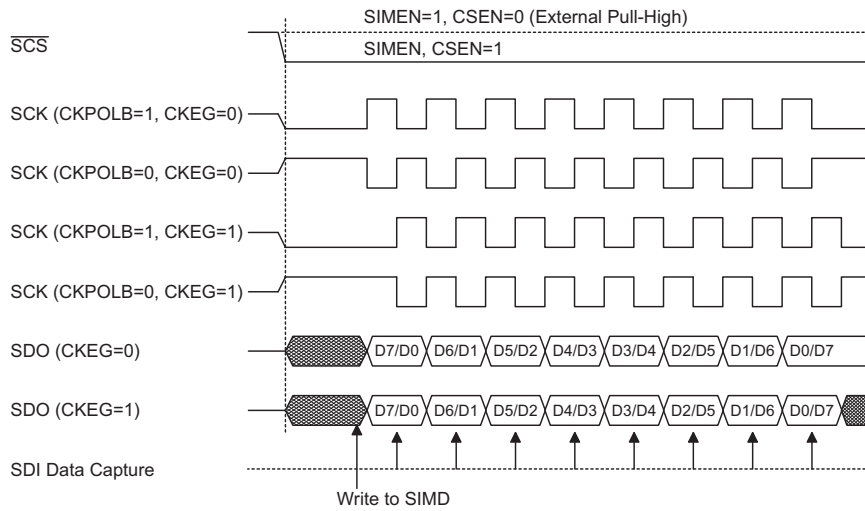 SIMEN=1, CSEN=0 (External Pull-High)
SCS
SIMEN, CSEN=1
SCK (CKPOLB=1, CKEG=0)
SCK (CKPOLB=0, CKEG=0)
SCK (CKPOLB=1, CKEG=1)
SCK (CKPOLB=0, CKEG=1)
SDO (CKEG=0) D7/D0 D6/D1 D5/D2 D4/D3 D3/D4 D2/D5 D1/D6 D0/D7
SDO (CKEG=1) D7/D0 D6/D1 D5/D2 D4/D3 D3/D4 D2/D5 D1/D6 D0/D7
SDI Data Capture
Write to SIMD